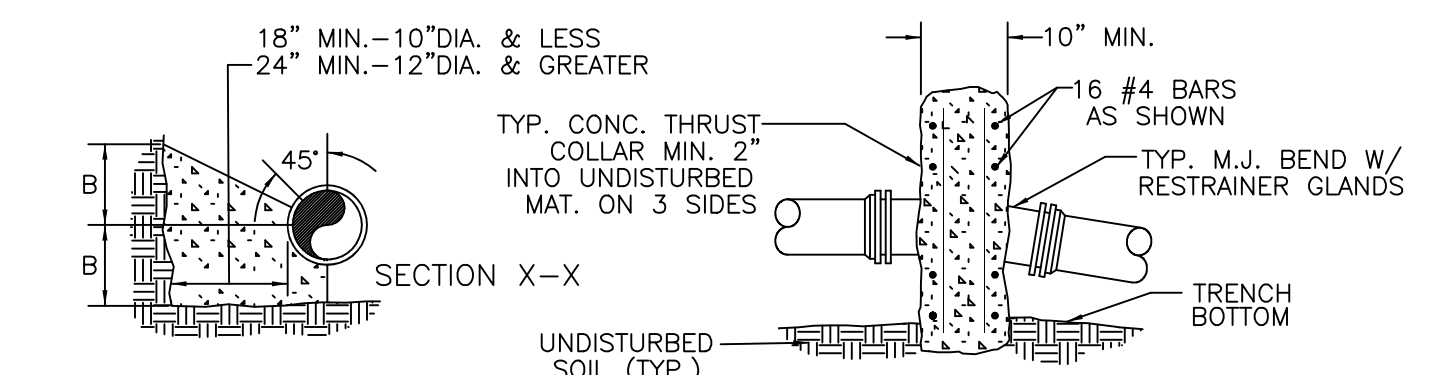 18" MIN.-10"DIA. & LESS
24" MIN.-12"DIA. & GREATER
45°
B
B
SECTION X-X
10" MIN.
16 #4 BARS
AS SHOWN
TYP. CONC. THRUST
COLLAR MIN. 2"
INTO UNDISTURBED
MAT. ON 3 SIDES
TYP. M.J. BEND W/
RESTRAINER GLANDS
TRENCH
BOTTOM
UNDISTURBED
SOIL (TYP.)